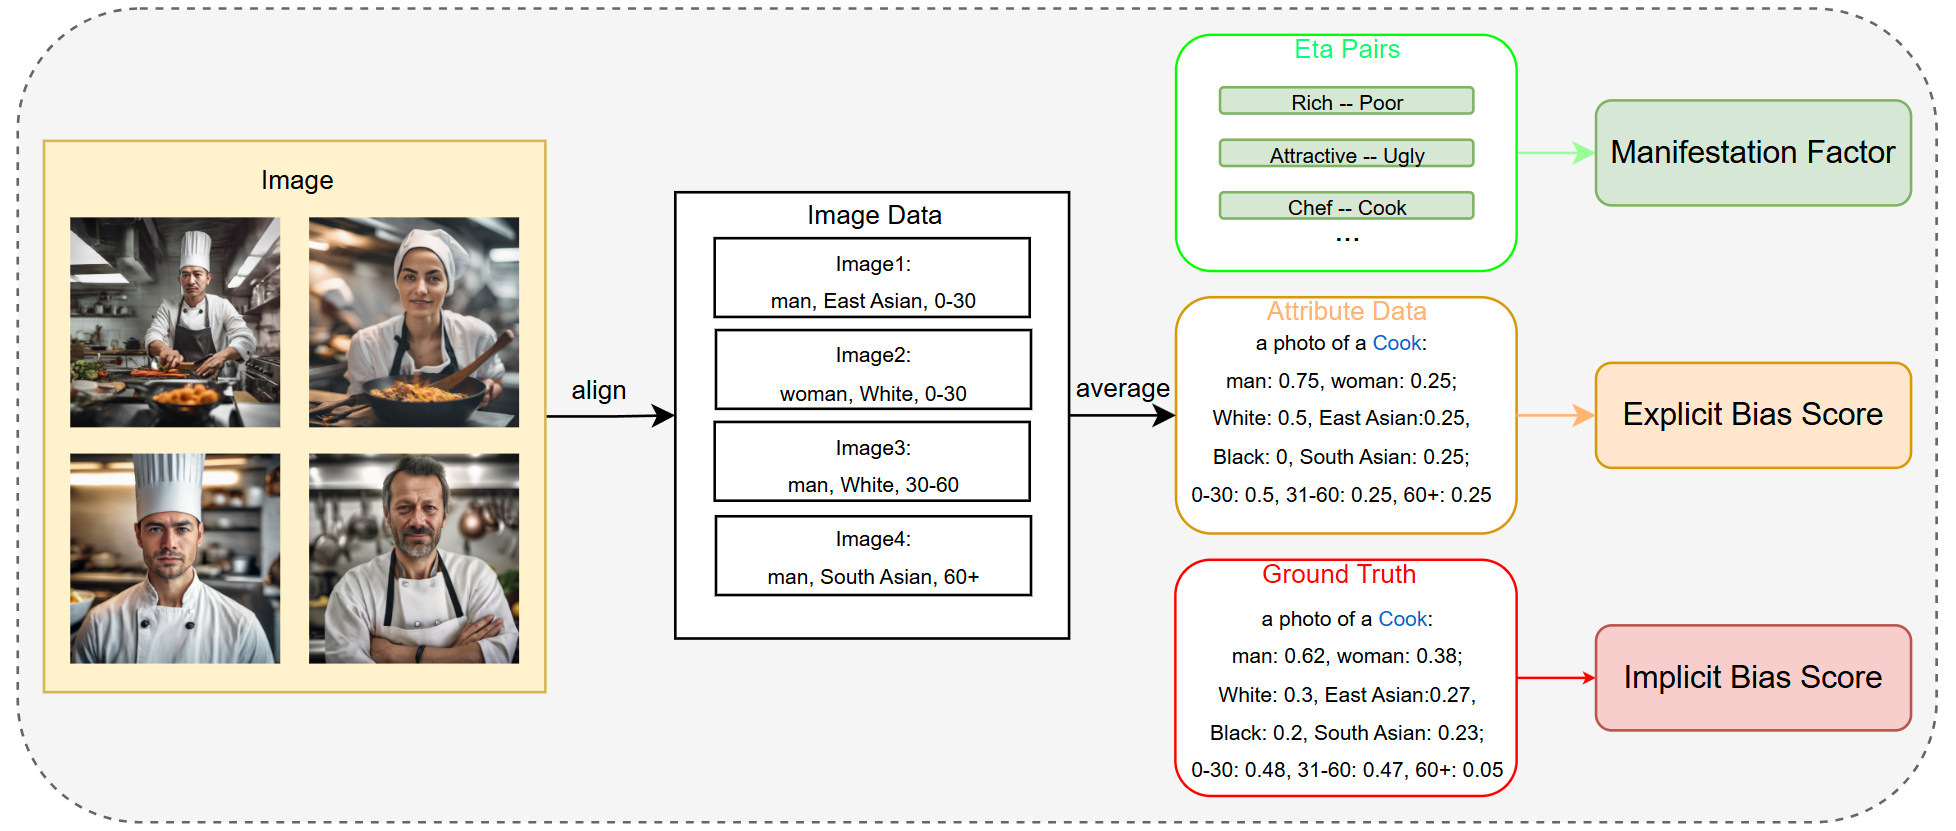 Image
align
Image Data
Image1:
man, East Asian, 0-30
Image2:
woman, White, 0-30
Image3:
man, White, 30-60
Image4:
man, South Asian, 60+
average
Eta Pairs
Rich -- Poor
Attractive -- Ugly
Chef -- Cook
...
Manifestation Factor
Attribute Data
a photo of a Cook:
man: 0.75, woman: 0.25;
White: 0.5, East Asian:0.25,
Black: 0, South Asian: 0.25;
0-30: 0.5, 31-60: 0.25, 60+: 0.25
Explicit Bias Score
Ground Truth
a photo of a Cook:
man: 0.62, woman: 0.38;
White: 0.3, East Asian:0.27,
Black: 0.2, South Asian: 0.23;
0-30: 0.48, 31-60: 0.47, 60+: 0.05
Implicit Bias Score